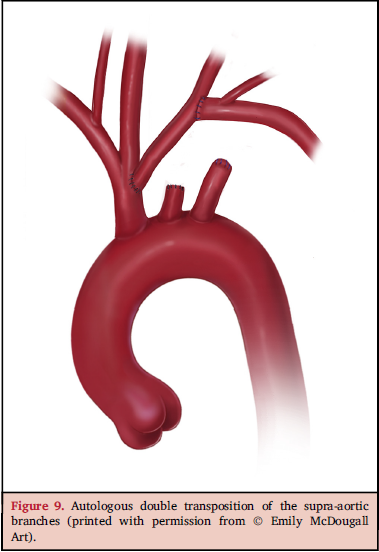 Figure 9. Autologous double transposition of the supra-aortic
branches (printed with permission from © Emily McDougall
Art).